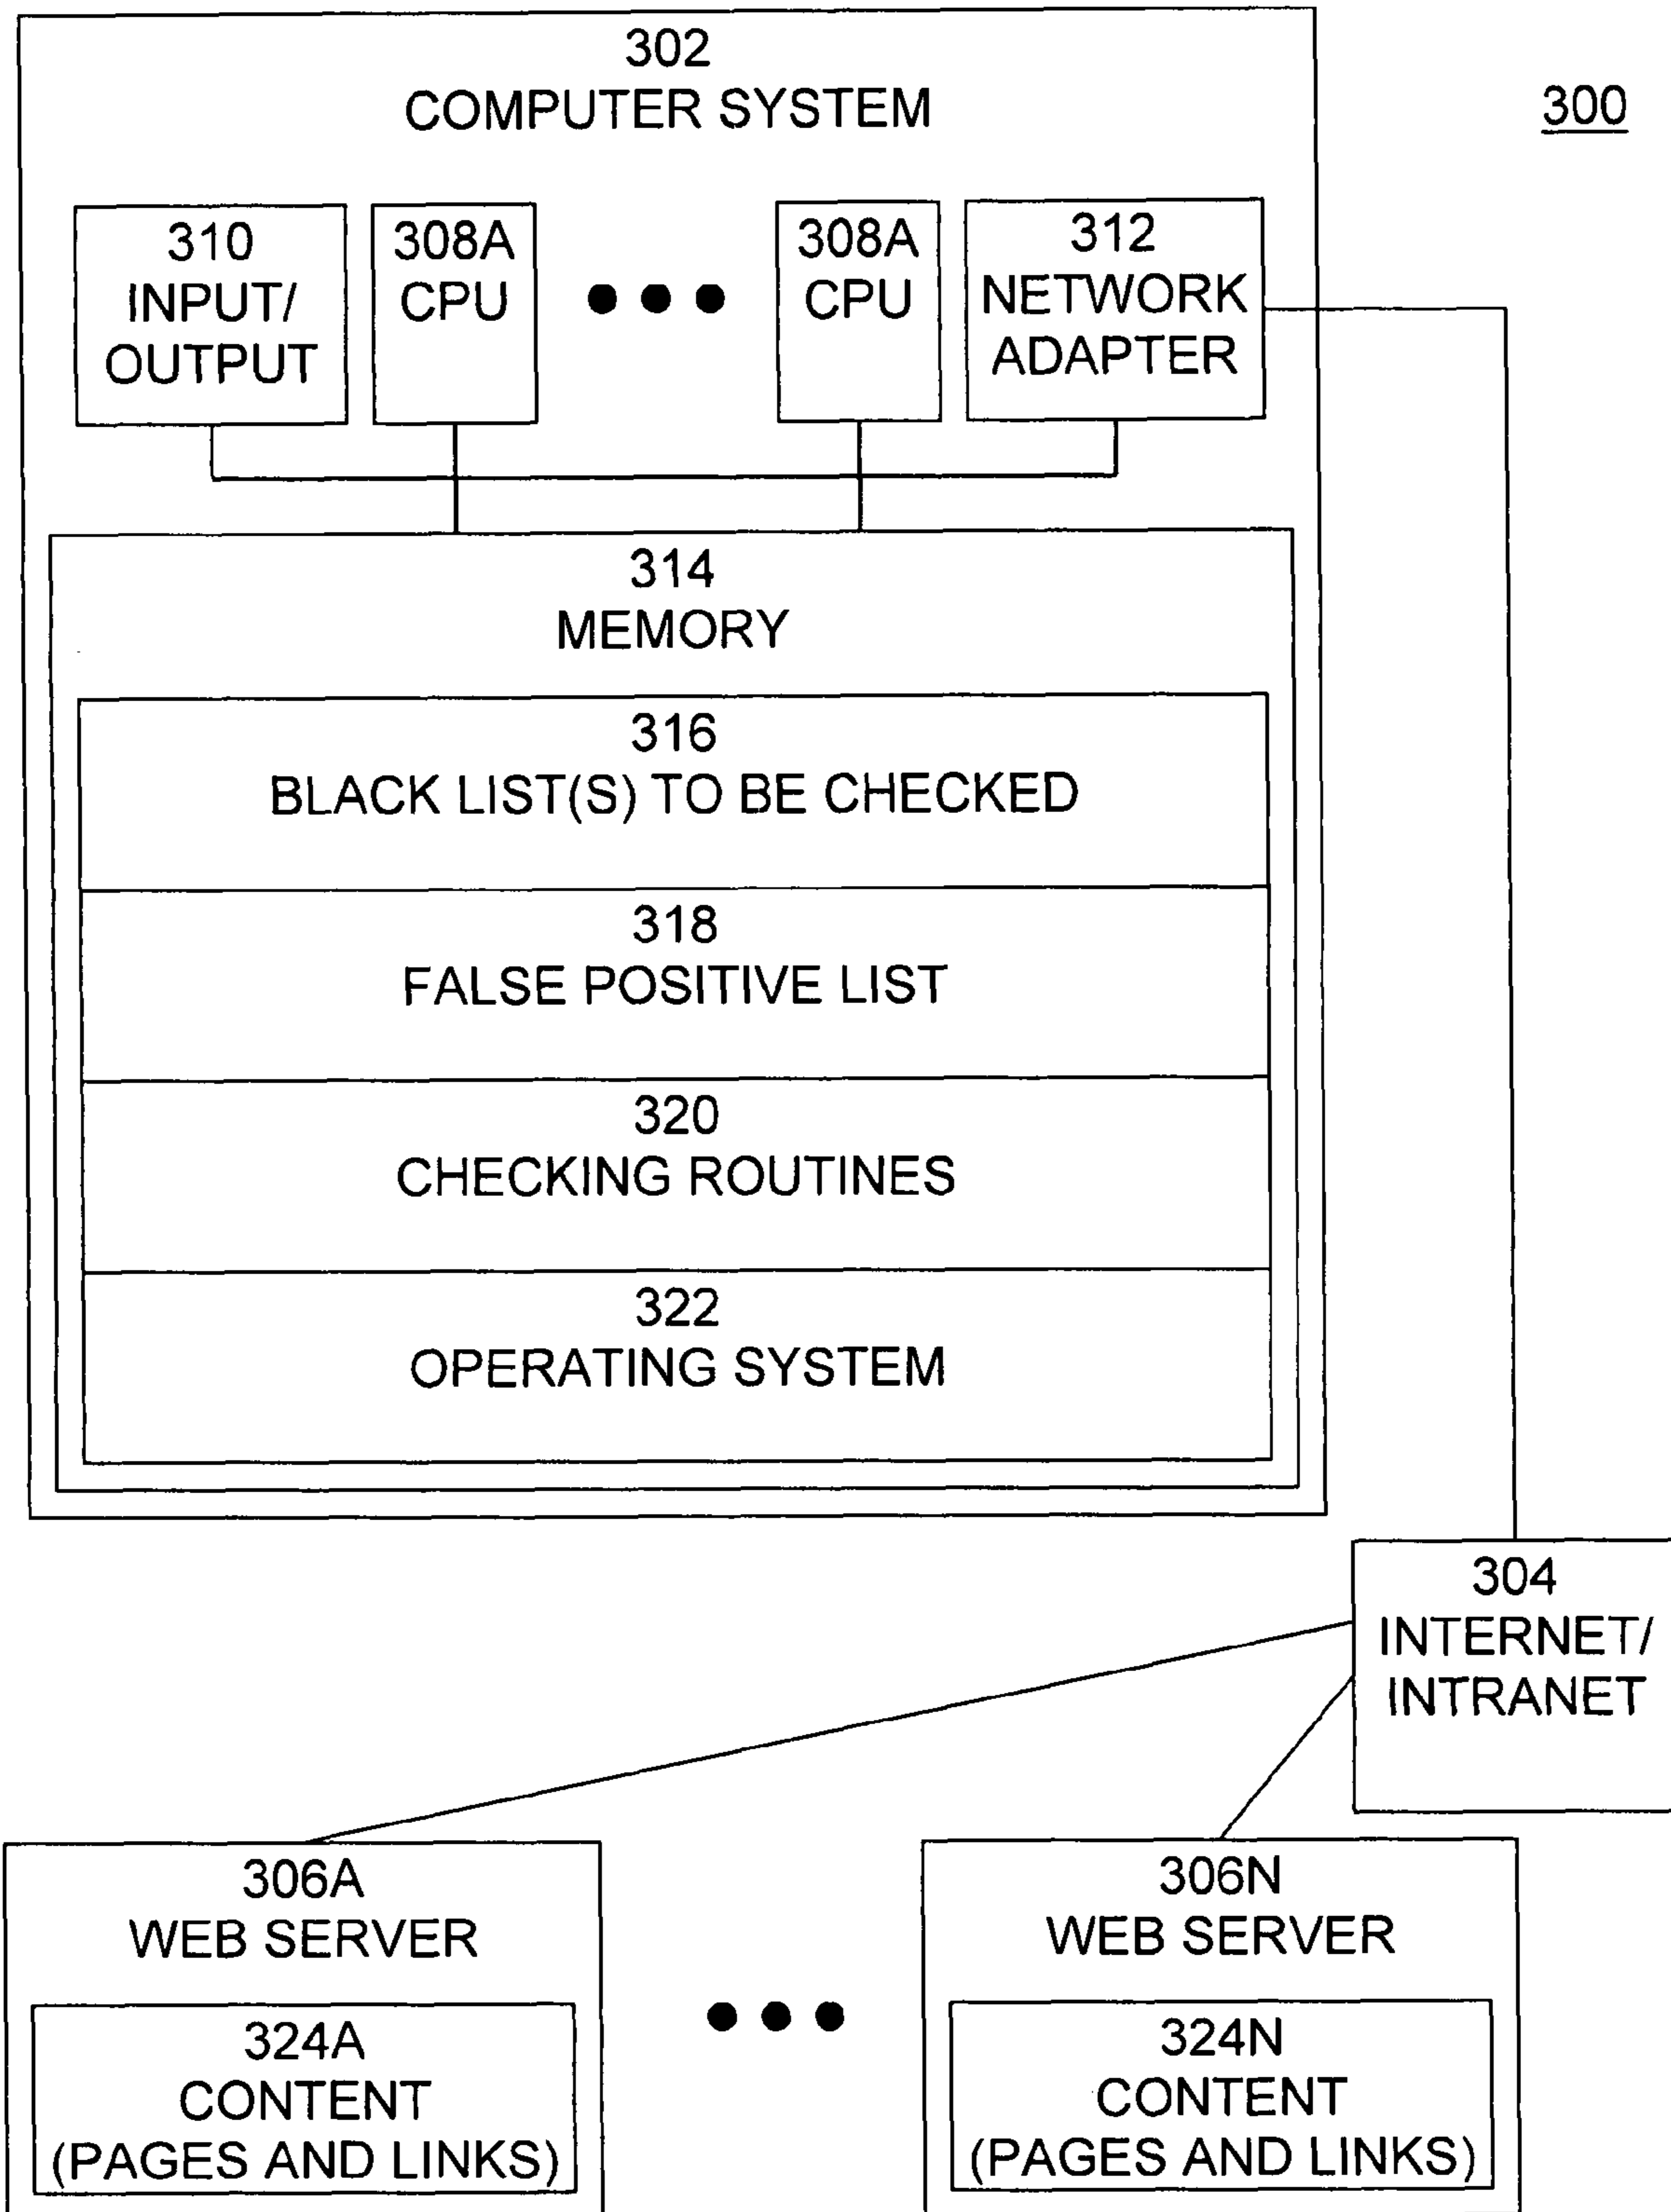 302
COMPUTER SYSTEM
300
310
INPUT/
OUTPUT
308A
CPU
308A
CPU
312
NETWORK
ADAPTER
314
MEMORY
316
BLACK LIST(S) TO BE CHECKED
318
FALSE POSITIVE LIST
320
CHECKING ROUTINES
322
OPERATING SYSTEM
304
INTERNET/
INTRANET
306A
WEB SERVER
324A
CONTENT
(PAGES AND LINKS)
306N
WEB SERVER
324N
CONTENT
(PAGES AND LINKS)